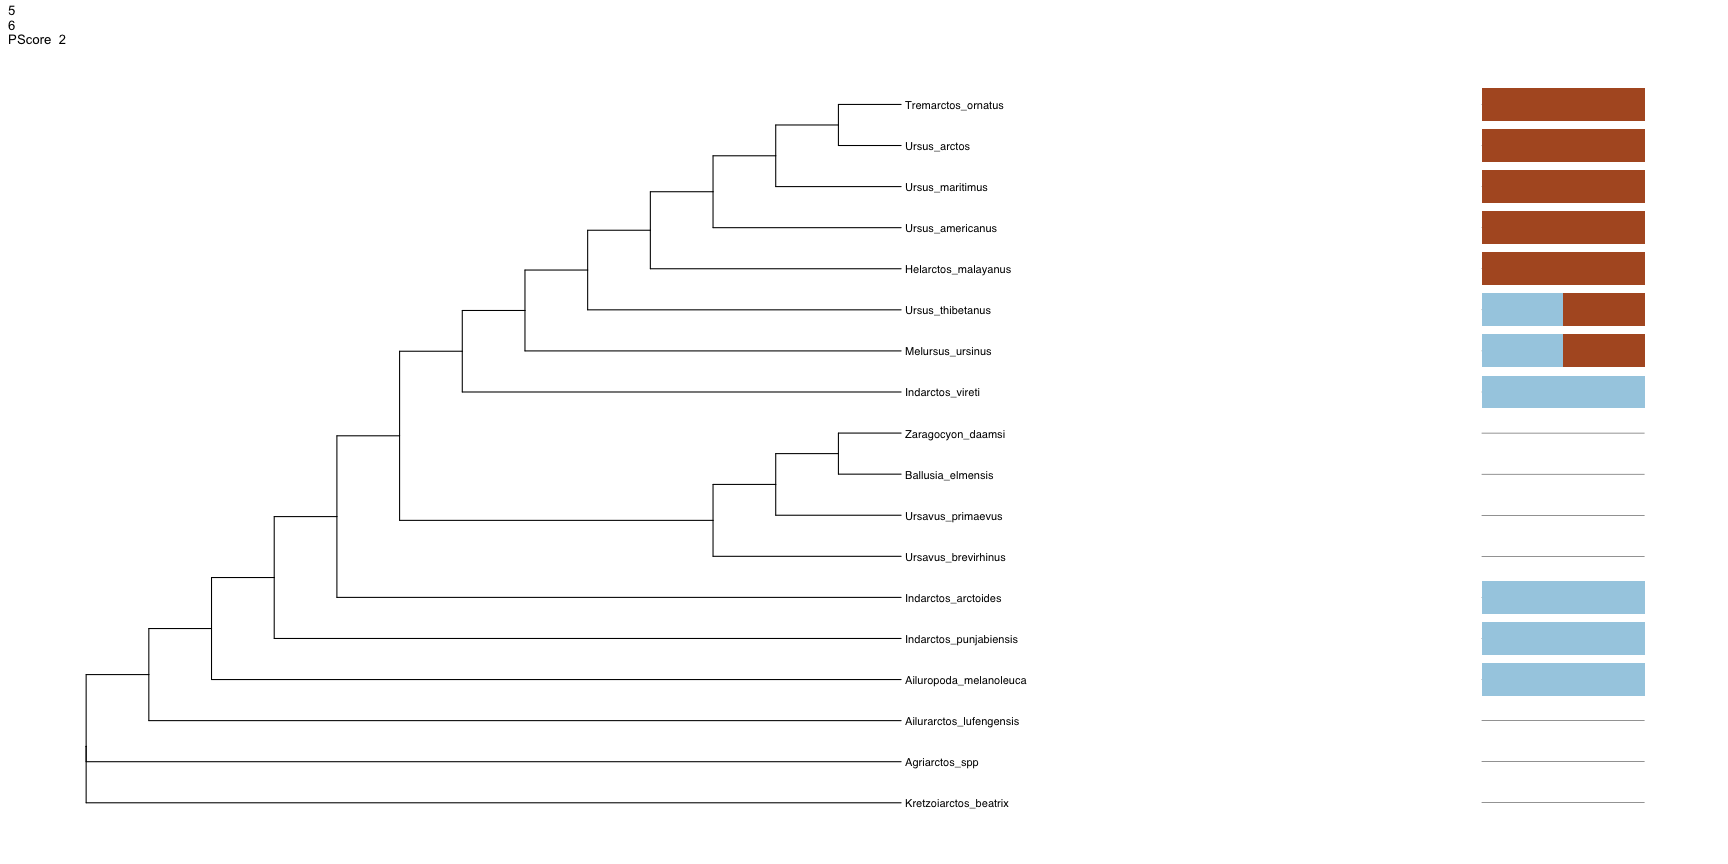 5
6
PScore 2
Tremarctos_ornatus
Ursus_arctos
Ursus_maritimus
Ursus_americanus
Helarctos_malayanus
Ursus_thibetanus
Melursus_ursinus
Indarctos_vireti
Zaragocyon_daamsi
Ballusia_elmensis
Ursavus_primaevus
Ursavus_brevirhinus
Indarctos_arctoides
Indarctos_punjabiensis
Ailuropoda_melanoleuca
Ailurarctos_lufengensis
Agriarctos_spp
Kretzoiarctos_beatrix